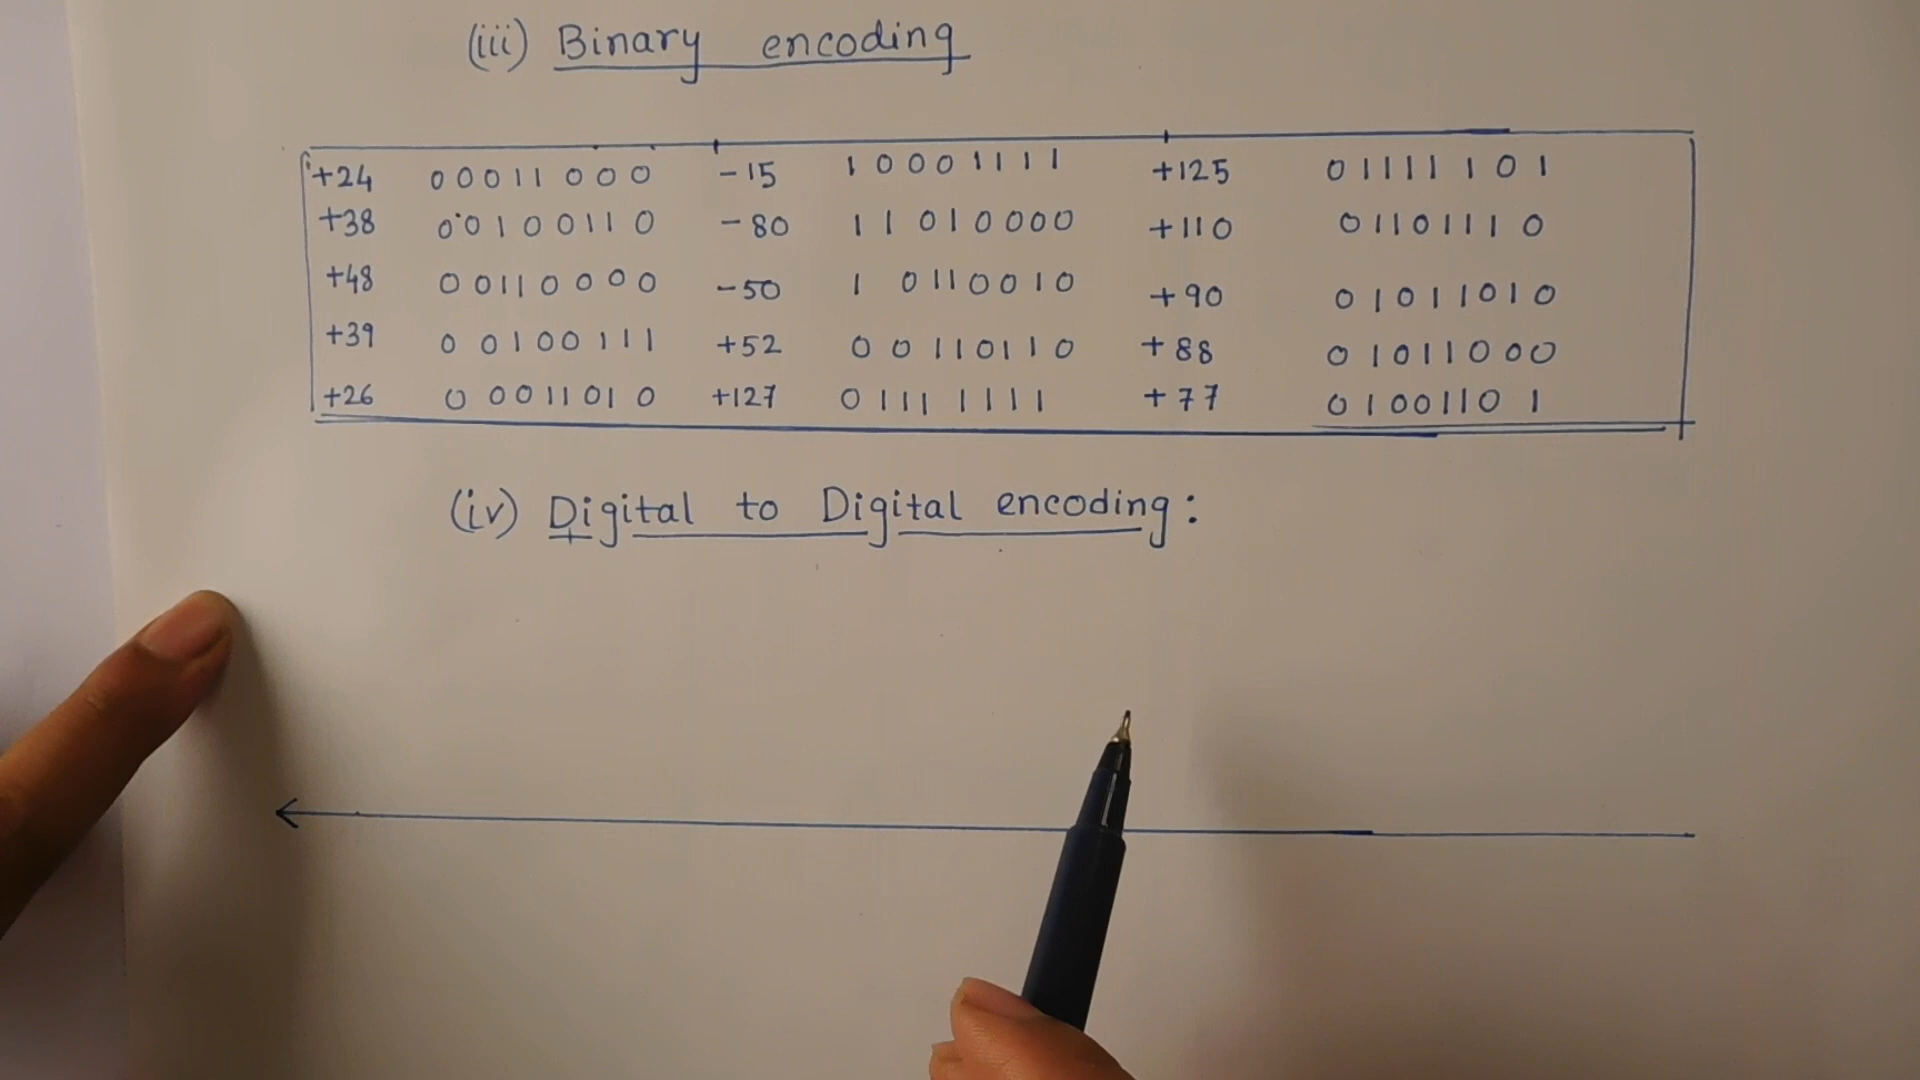 (iii) Binary encoding
+24 00011000 -15 10001111 +125 01111101
+38 00100110 -80 11010000 +110 01101110
+48 00110000 -50 10110010 +90 01011010
+39 00100111 +52 00110110 +88 01011000
+26 00011010 +127 01111111 +77 01001101
(iv) Digital to Digital encoding: